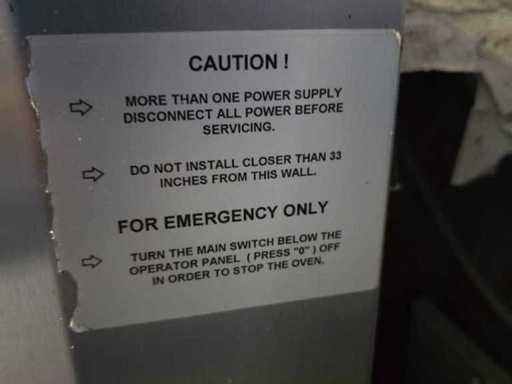 CAUTION !
MORE THAN ONE POWER SUPPLY
DISCONNECT ALL POWER BEFORE
SERVICING.
DO NOT INSTALL CLOSER THAN 33
INCHES FROM THIS WALL.
FOR EMERGENCY ONLY
TURN THE MAIN SWITCH BELOW THE
OPERATOR PANEL ( PRESS "0" ) OFF
IN ORDER TO STOP THE OVEN.